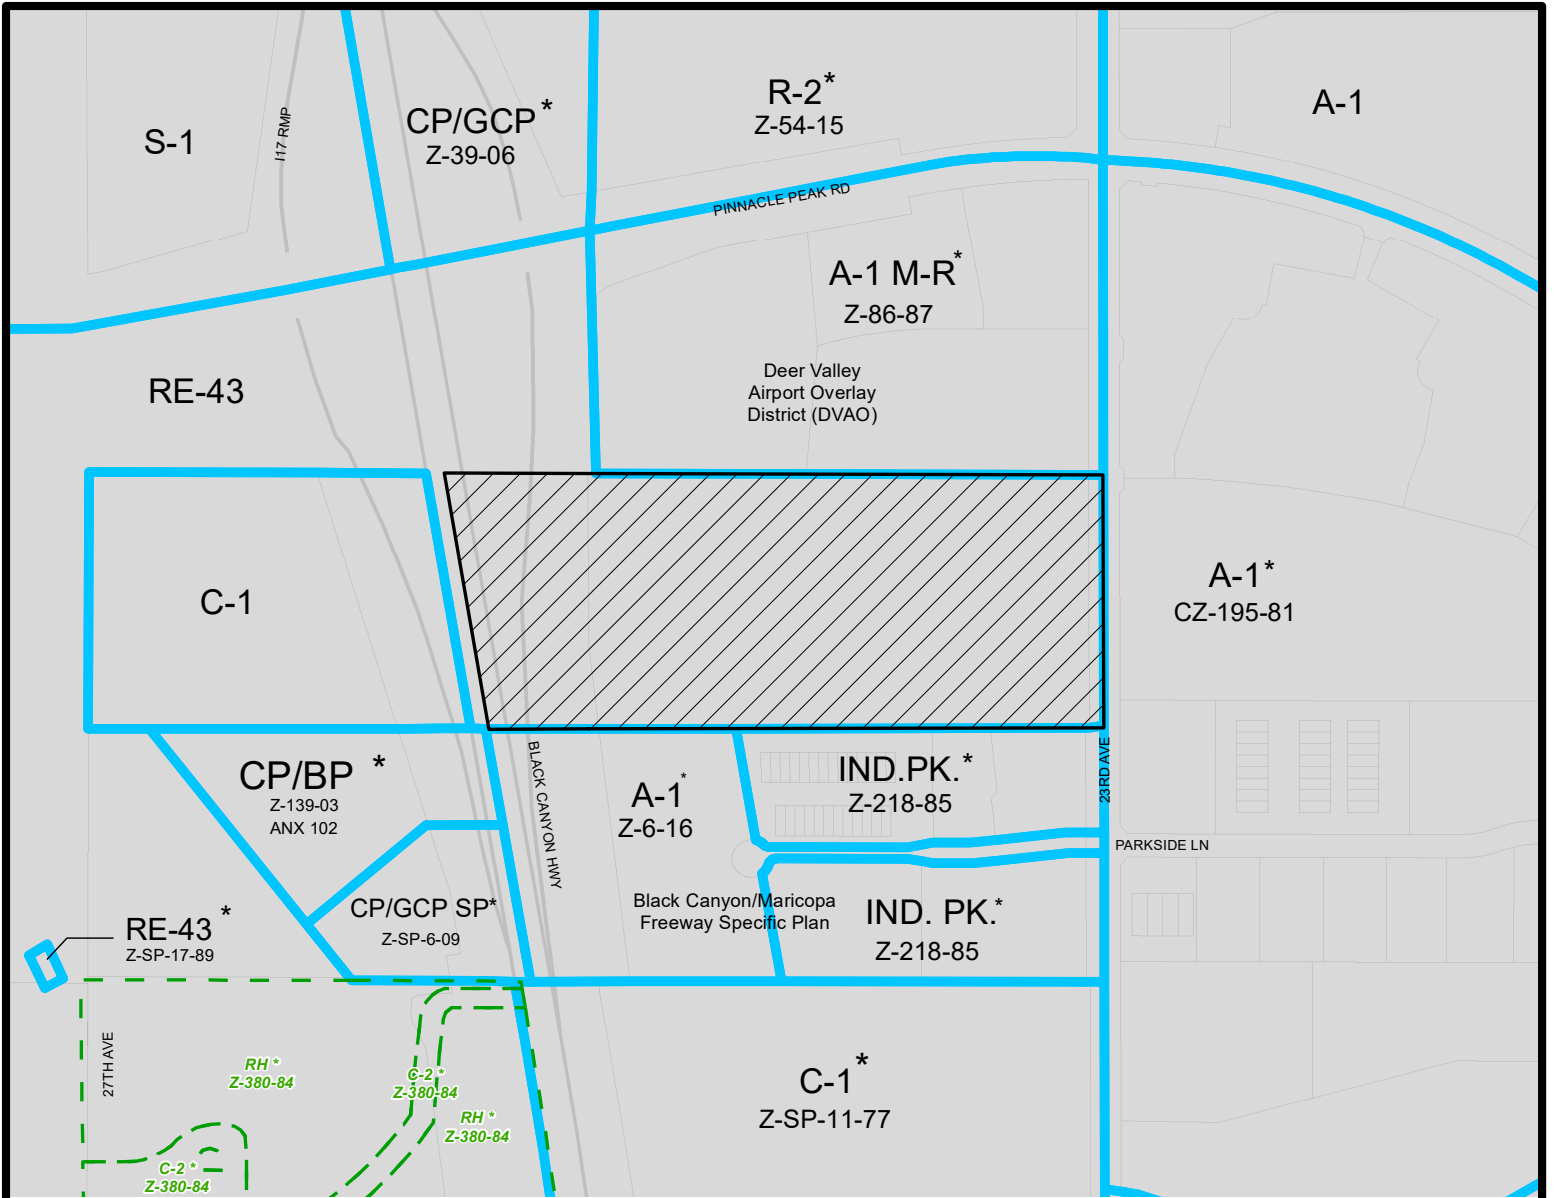 R-2*
Z-54-15
A-1
CP/GCP*
Z-39-06
S-1
I17 RMP
PINNACLE PEAK RD
A-1 M-R*
Z-86-87
Deer Valley
Airport Overlay
District (DVAO)
RE-43
C-1
A-1*
CZ-195-81
CP/BP *
Z-139-03
ANX 102
BLACK CANYON HWY
A-1*
Z-6-16
IND.PK.*
Z-218-85
23RD AVE
PARKSIDE LN
Black Canyon/Maricopa
Freeway Specific Plan
IND. PK.*
Z-218-85
CP/GCP SP*
Z-SP-6-09
RE-43 *
Z-SP-17-89
27TH AVE
RH *
Z-380-84
C-2 *
Z-380-84
RH *
Z-380-84
C-2 *
Z-380-84
C-1*
Z-SP-11-77